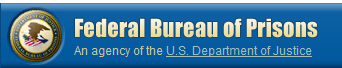 Federal Bureau of Prisons
An agency of the U.S. Department of Justice